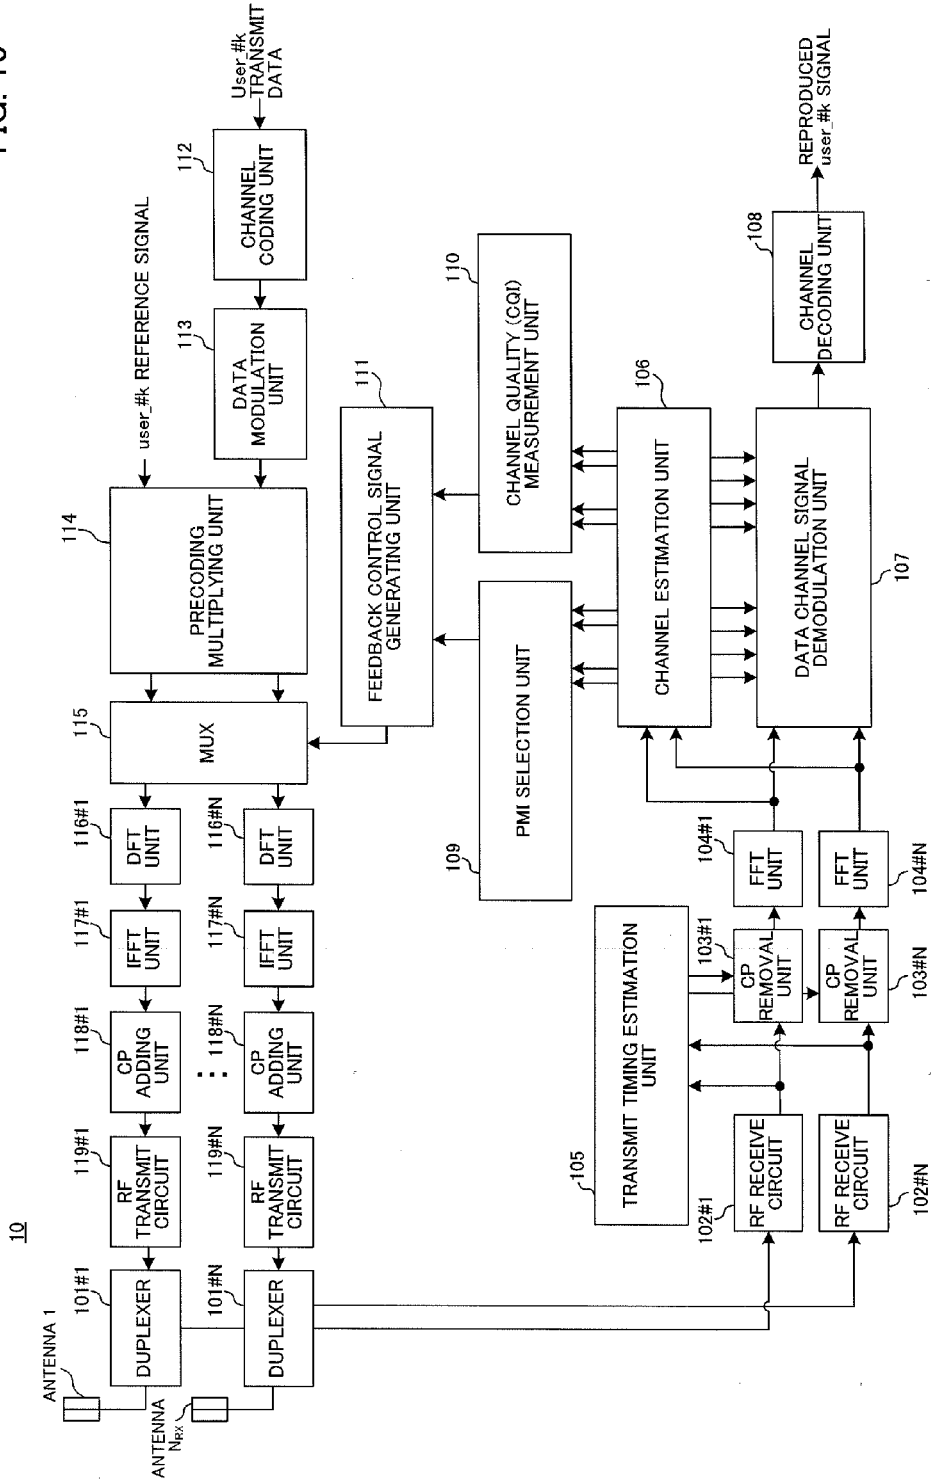 10
ANTENNA 1
ANTENNA
NRX
101#1
DUPLEXER
101#N
DUPLEXER
119#1
RF
TRANSMIT
CIRCUIT
119#N
RF
TRANSMIT
CIRCUIT
118#1
CP
ADDING
UNIT
118#N
CP
ADDING
UNIT
117#1
IFFT
UNIT
117#N
IFFT
UNIT
116#1
DFT
UNIT
116#N
DFT
UNIT
115
MUX
114
PRECODING
MULTIPLYING UNIT
user_#k REFERENCE SIGNAL
113
DATA
MODULATION
UNIT
112
CHANNEL
CODING UNIT
User_#k
TRANSMIT
DATA
111
FEEDBACK CONTROL SIGNAL
GENERATING UNIT
109
PMI SELECTION UNIT
110
CHANNEL QUALITY (CQI)
MEASUREMENT UNIT
105
TRANSMIT TIMING ESTIMATION
UNIT
106
CHANNEL ESTIMATION UNIT
102#1
RF RECEIVE
CIRCUIT
102#N
RF RECEIVE
CIRCUIT
103#1
CP
REMOVAL
UNIT
103#N
CP
REMOVAL
UNIT
104#1
FFT
UNIT
104#N
FFT
UNIT
107
DATA CHANNEL SIGNAL
DEMODULATION UNIT
108
CHANNEL
DECODING UNIT
REPRODUCED
user_#k SIGNAL